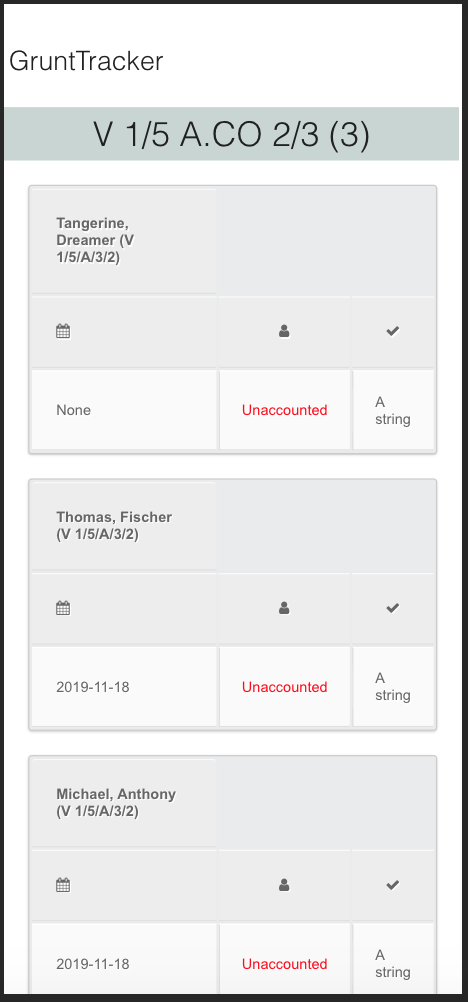 GruntTracker
V 1/5 A.CO 2/3 (3)
Tangerine,
Dreamer (V
1/5/A/3/2)
None
Unaccounted
A
string
Thomas, Fischer
(V 1/5/A/3/2)
2019-11-18
Unaccounted
A
string
Michael, Anthony
(V 1/5/A/3/2)
2019-11-18
Unaccounted
A
string